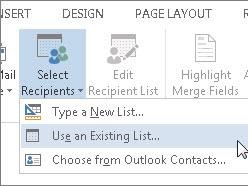 NSERT DESIGN PAGE LAYOUT R
Mail
ge
Select
Recipients
Edit
Recipient List
Highlight
Merge Fields
Type a New List...
Use an Existing List...
Choose from Outlook Contacts...